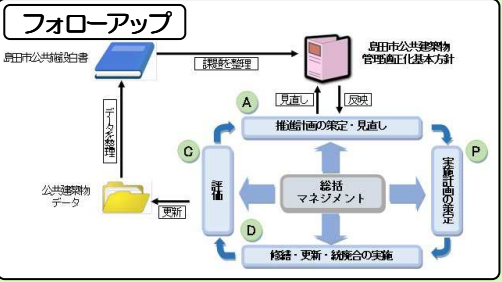 フォローアップ
島田市公共施設白書
課題を整理
島田市公共建築物
管理適正化基本方針
見直し
反映
A
推進計画の策定・見直し
データを整理
C
P
評価
総括
マネジメント
実施計画の策定
公共建築物
データ
更新
D
修繕・更新・統廃合の実施